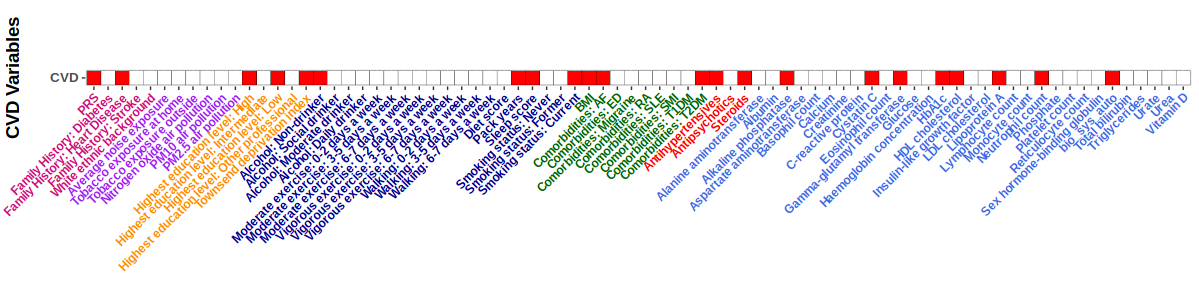 CVD Variables
CVD
PRS
Family History: Diabetes
Family History: Heart Disease
Family History: Stroke
White ethnic background
Average noise exposure
Tobacco exposure at home
Tobacco exposure outside
Nitrogen oxide air pollution
PM10 air pollution
PM2.5 air pollution
Highest education level: High
Highest education level: Intermediate
Highest education level: Low
Highest education level: Other professional
Townsend deprivation index
Alcohol: Non-drinker
Alcohol: Social drinker
Alcohol: Moderate drinker
Alcohol: Daily drinker
Moderate exercise: 0-2 days a week
Moderate exercise: 3-5 days a week
Moderate exercise: 6-7 days a week
Vigorous exercise: 0-2 days a week
Vigorous exercise: 3-5 days a week
Vigorous exercise: 6-7 days a week
Walking: 0-2 days a week
Walking: 3-5 days a week
Walking: 6-7 days a week
Diet score
Pack years
Sleep score
Smoking status: Never
Smoking status: Former
Smoking status: Current
BMI
Comorbidities: AF
Comorbidities: ED
Comorbidities: Migraine
Comorbidities: RA
Comorbidities: SLE
Comorbidities: SMI
Comorbidities: T1DM
Comorbidities: T2DM
Antihypertensives
Antipsychotics
Steroids
Alanine aminotransferase
Albumin
Alkaline phosphatase
Aspartate aminotransferase
Basophill count
Calcium
Creatinine
C-reactive protein
Cystatin C
Eosinophill count
Gamma-glutamyl transferase
Glucose
Haemoglobin concentration
HbA1c
HDL cholesterol
Insulin-like growth factor
LDL cholesterol
Lipoprotein A
Lymphocyte count
Monocyte count
Neutrophill count
Phosphate
Platelet count
Reticulocyte count
Sex hormone-binding globulin
Big 3 auto
Total bilirubin
Triglycerides
Urate
Urea
Vitamin D